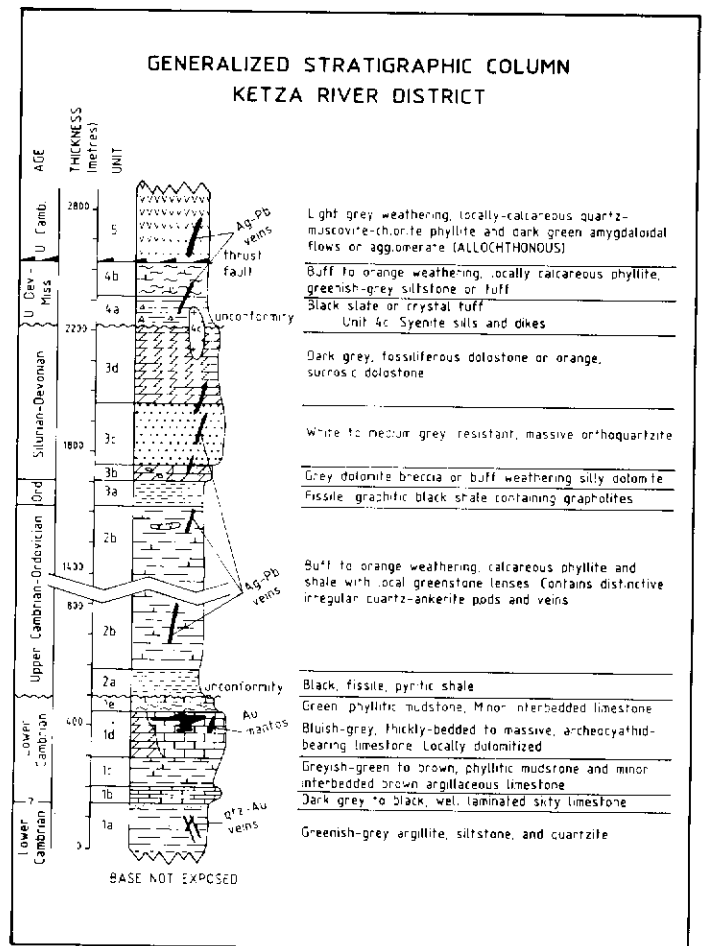 GENERALIZED STRATIGRAPHIC COLUMN
KETZA RIVER DISTRICT
AGE
THICKNESS
(metres)
UNIT
U Camb.
2800
5
Ag-Pb
veins
Light grey weathering, locally-calcareous quartz-
muscovite-chlorite phyllite and dark green amygdaloidal
flows or agglomerate (ALLOCHTHONOUS)
thrust
fault
U Dev-
Miss
4b
Buff to orange weathering, locally calcareous phyllite,
greenish-grey siltstone or tuff
4a
4c
unconformity
Black slate or crystal tuff
Unit 4c Syenite sills and dikes
2200
Silurian-Devonian
3d
Dark grey, fossiliferous dolostone or orange,
sucrosic dolostone
1800
3c
White to medium grey resistant, massive orthoquartzite
3b
Grey dolomite breccia or buff weathering silty dolomite
Ord
3a
Fissile graphitic black shale containing graptolites
Upper Cambrian-Ordovician
2b
1400
800
2b
Ag-Pb
veins
Buff to orange weathering, calcareous phyllite and
shale with local greenstone lenses Contains distinctive
irregular quartz-ankerite pods and veins
2a
unconformity
Black, fissile, pyritic shale
1e
Green phyllitic mudstone, Minor interbedded limestone
Lower
Cambrian
400
1d
Au
mantos
Bluish-grey, thickly-bedded to massive, archeocyathid-
bearing limestone Locally dolomitized
1c
Greyish-green to brown, phyllitic mudstone and minor
interbedded brown argillaceous limestone
1b
Dark grey to black, well laminated silty limestone
?
Lower
Cambrian
1a
0
qtz-Au
veins
Greenish-grey argillite, siltstone, and quartzite
BASE NOT EXPOSED